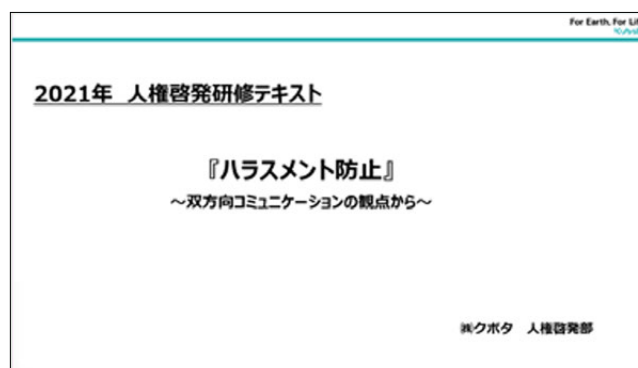 For Earth, For Li
2021年 人権啓発研修テキスト
『ハラスメント防止』
～双方向コミュニケーションの観点から～
㈱クボタ 人権啓発部